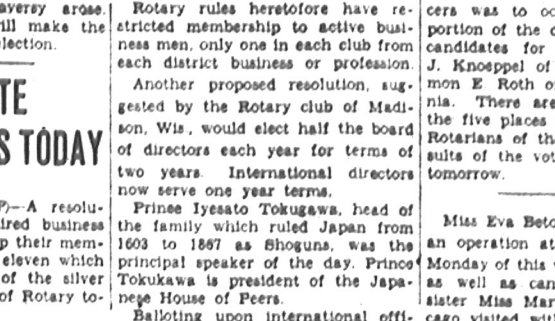 aversy arose.
ill make the
lection.
TE
S TODAY
P)—A resolu-
ired business
p their mem-
eleven which
of the silver
of Rotary to-
Rotary rules heretofore have re-
stricted membership to active busi-
ness men, only one in each club from
each district business or profession.
Another proposed resolution, sug-
gested by the Rotary club of Madi-
son, Wis., would elect half the board
of directors each year for terms of
two years. International directors
now serve one year terms.
Prince Iyesato Tokugawa, head of
the family which ruled Japan from
1603 to 1867 as Shoguns, was the
principal speaker of the day. Prince
Tokukawa is president of the Japa-
nese House of Peers.
Balloting upon international offi-
cers was to oc
portion of the c
candidates for
J. Knoeppel of
mon E Roth o
nia. There are
the five places
Rotarians of th
sults of the vot
tomorrow.
Miss Eva Beto
an operation at
Monday of this
as well as can
sister Miss Mar
cago visited wit